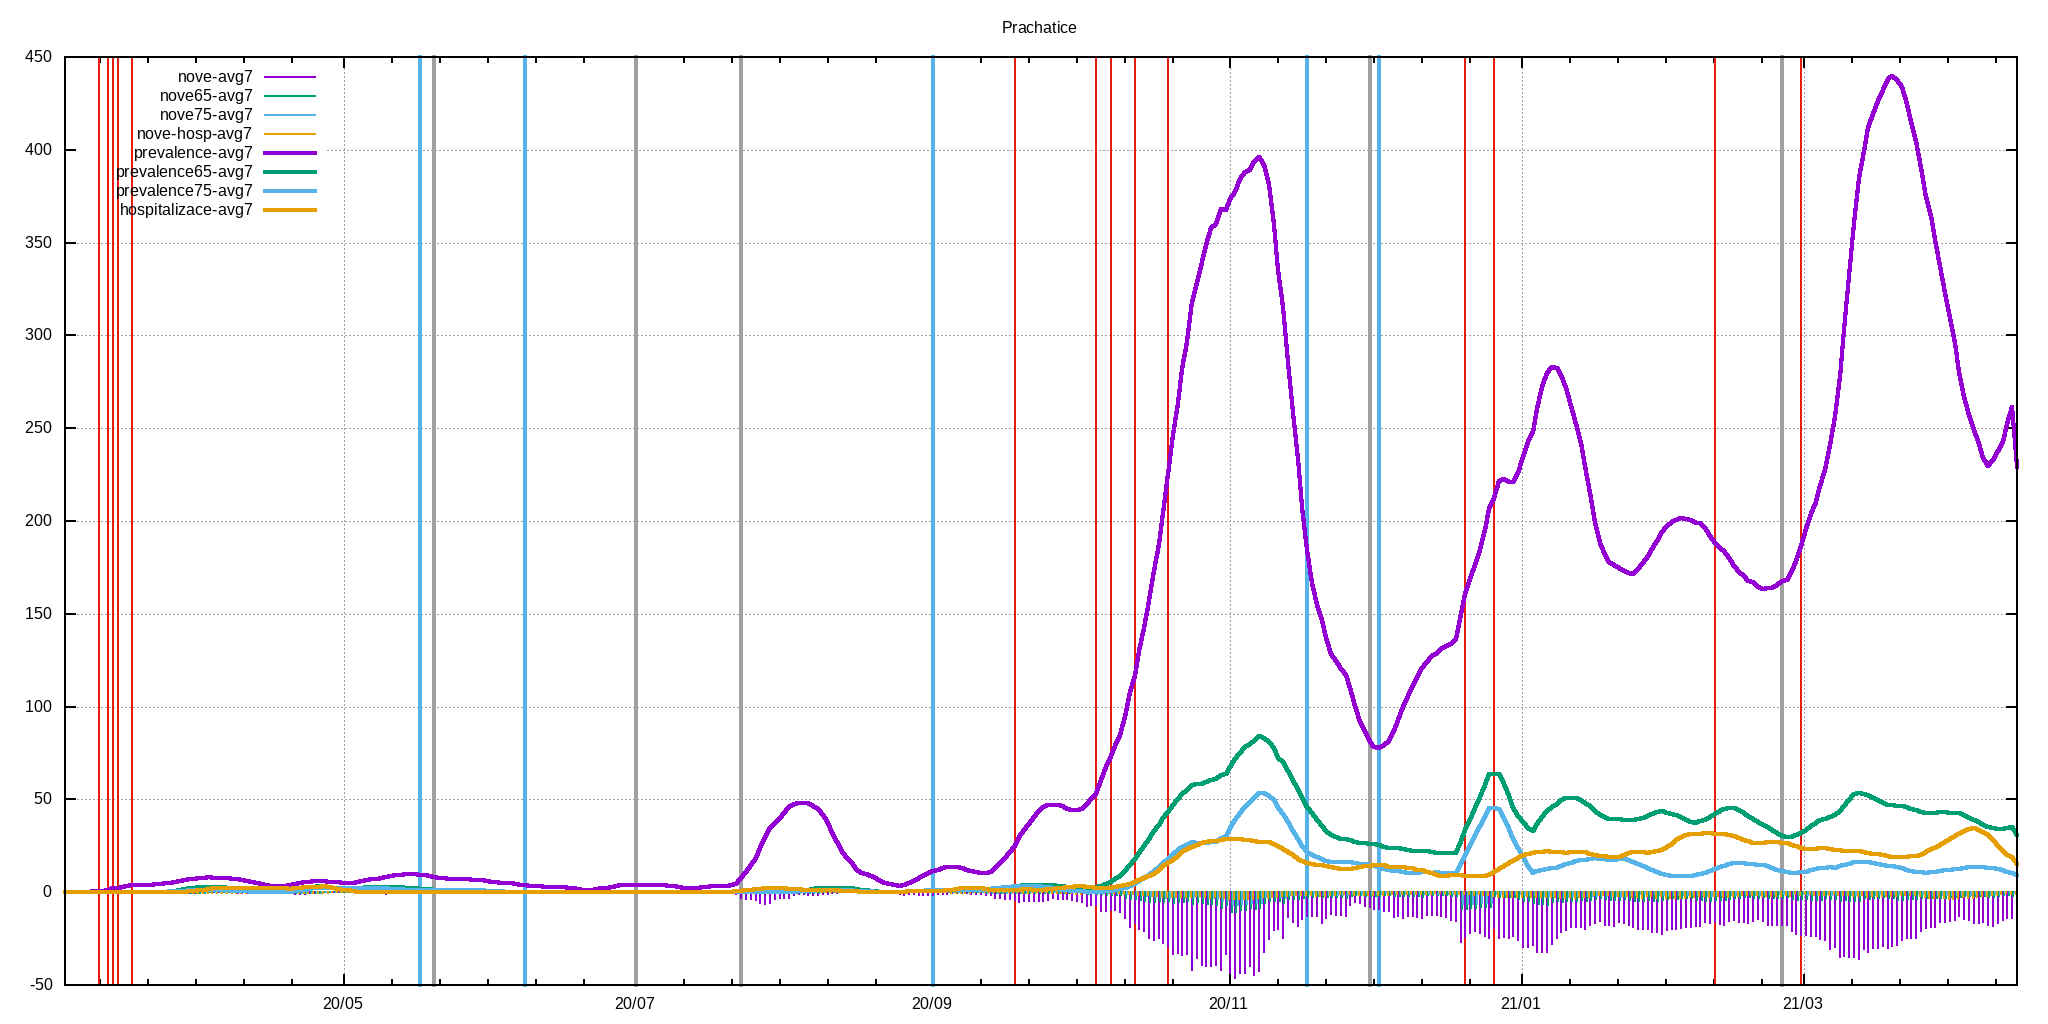 Prachatice
450
400
350
300
250
200
150
100
50
0
-50
nove-avg7
nove65-avg7
nove75-avg7
nove-hosp-avg7
prevalence-avg7
prevalence65-avg7
prevalence75-avg7
hospitalizace-avg7
20/05 20/07 20/09 20/11 21/01 21/03